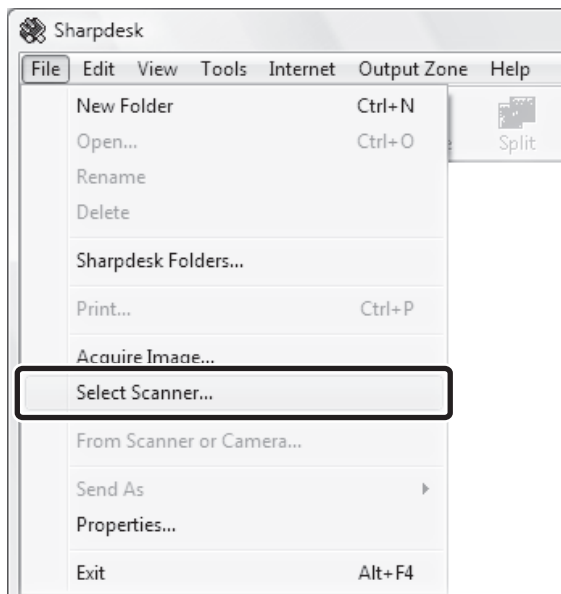 Sharpdesk
File Edit View Tools Internet Output Zone Help
New Folder Ctrl+N
Open... Ctrl+O
Split
Rename
Delete
Sharpdesk Folders...
Print... Ctrl+P
Acquire Image...
Select Scanner...
From Scanner or Camera...
Send As
Properties...
Exit Alt+F4